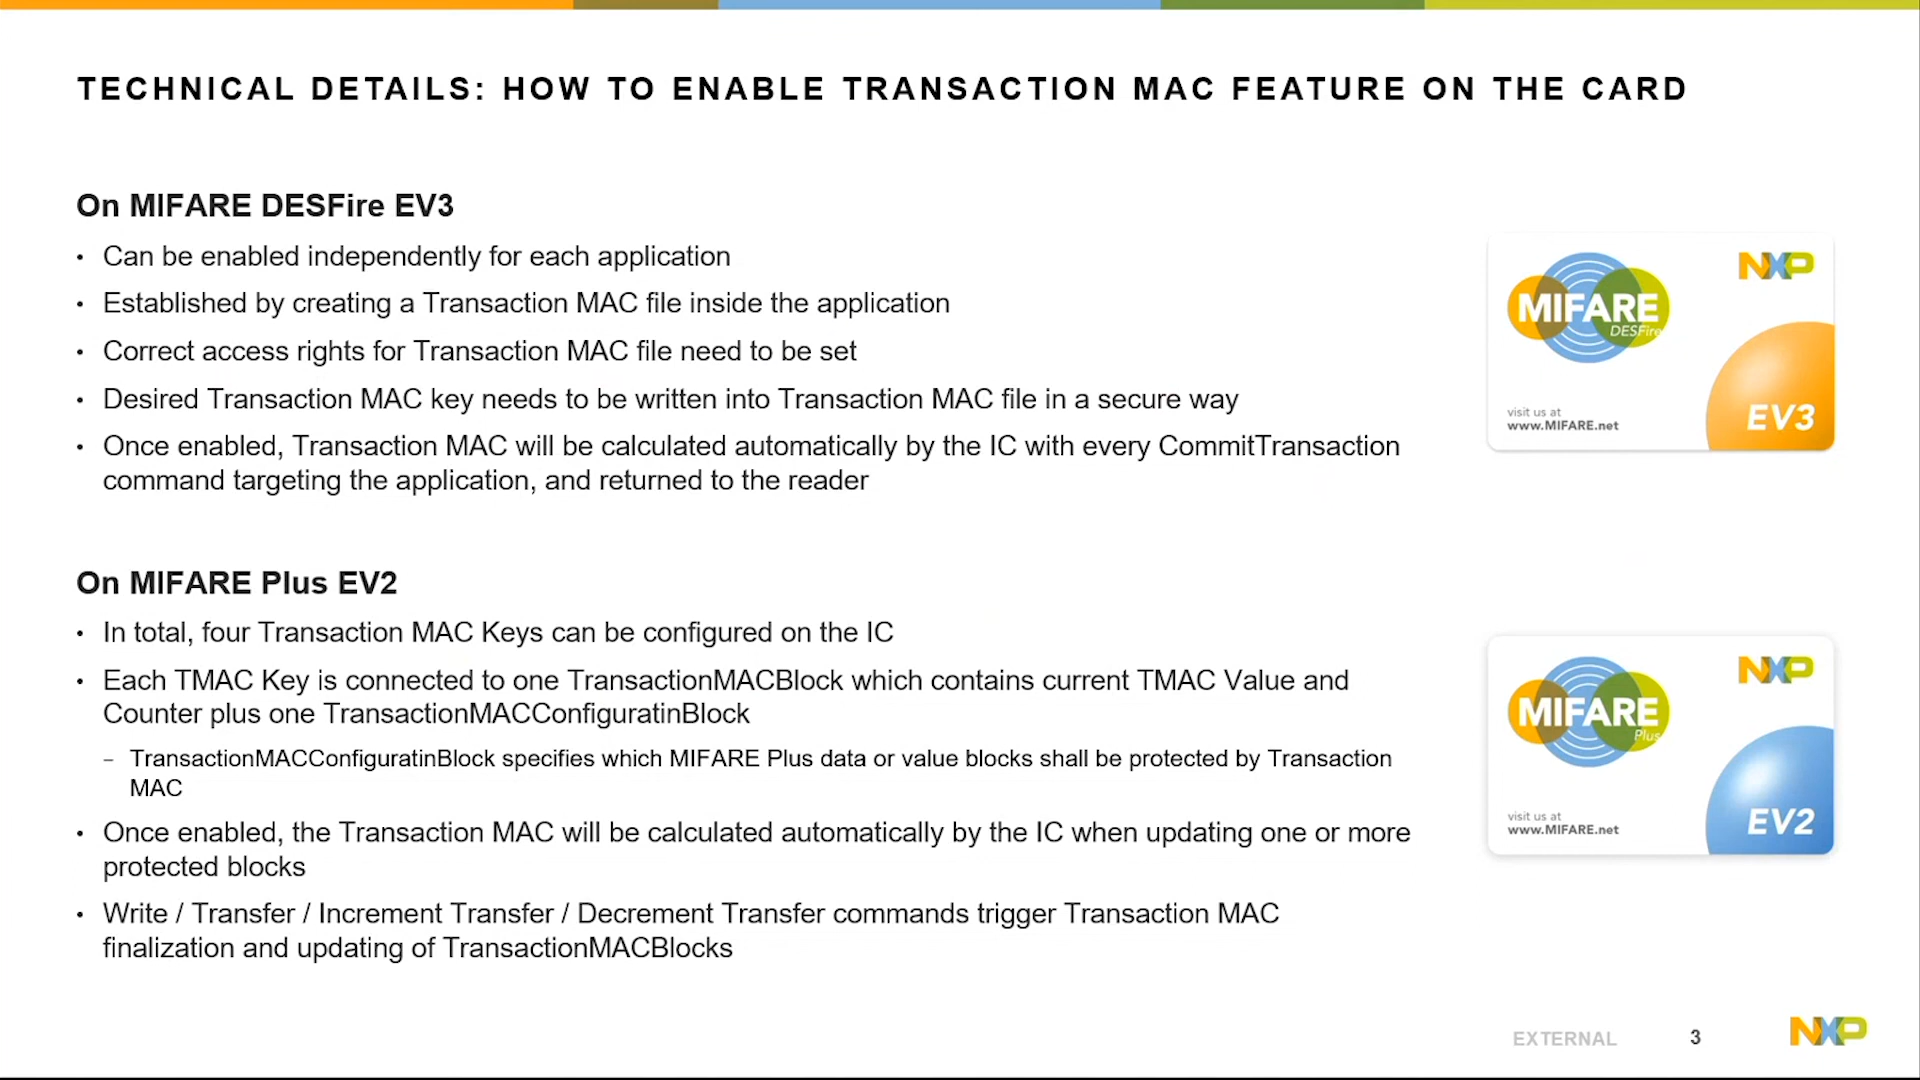 TECHNICAL DETAILS: HOW TO ENABLE TRANSACTION MAC FEATURE ON THE CARD
On MIFARE DESFire EV3
• Can be enabled independently for each application
• Established by creating a Transaction MAC file inside the application
• Correct access rights for Transaction MAC file need to be set
• Desired Transaction MAC key needs to be written into Transaction MAC file in a secure way
• Once enabled, Transaction MAC will be calculated automatically by the IC with every CommitTransaction
command targeting the application, and returned to the reader
NXP
MIFARE
DESFire
visit us at
www.MIFARE.net
EV3
On MIFARE Plus EV2
• In total, four Transaction MAC Keys can be configured on the IC
• Each TMAC Key is connected to one TransactionMACBlock which contains current TMAC Value and
Counter plus one TransactionMACConfiguratinBlock
– TransactionMACConfiguratinBlock specifies which MIFARE Plus data or value blocks shall be protected by Transaction
MAC
• Once enabled, the Transaction MAC will be calculated automatically by the IC when updating one or more
protected blocks
• Write / Transfer / Increment Transfer / Decrement Transfer commands trigger Transaction MAC
finalization and updating of TransactionMACBlocks
NXP
MIFARE
Plus
visit us at
www.MIFARE.net
EV2
EXTERNAL
3
NXP